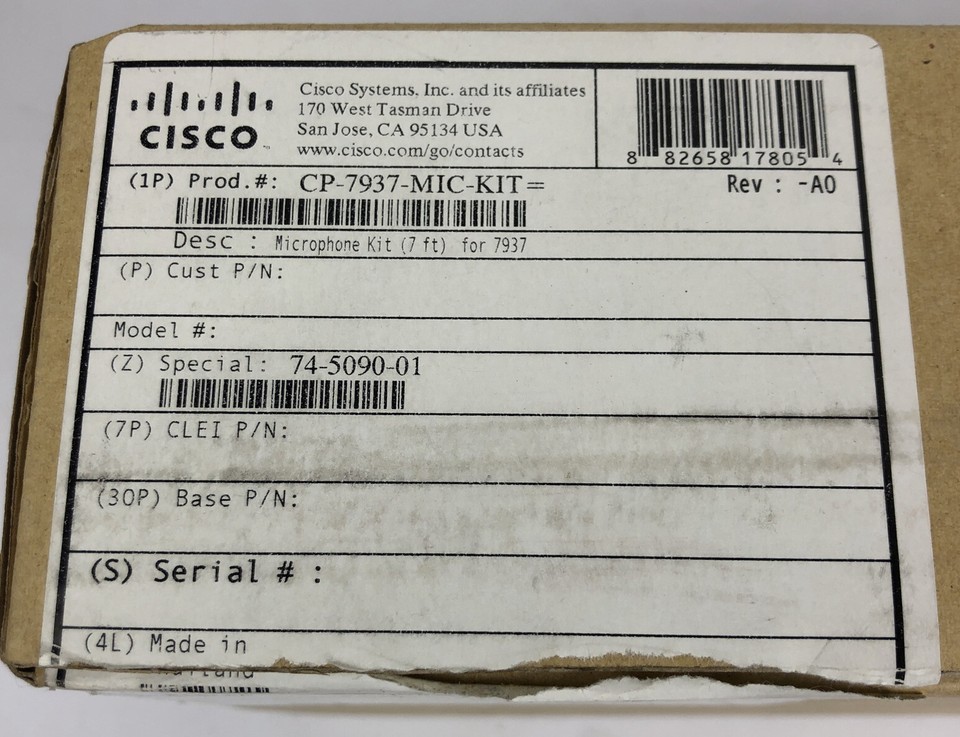 CISCO
Cisco Systems, Inc. and its affiliates
170 West Tasman Drive
San Jose, CA 95134 USA
www.cisco.com/go/contacts
8 82658 17805 4
(1P) Prod.#: CP-7937-MIC-KIT=
Rev : -A0
Desc : Microphone Kit (7 ft) for 7937
(P) Cust P/N:
Model #:
(Z) Special: 74-5090-01
(7P) CLEI P/N:
(30P) Base P/N:
(S) Serial # :
(4L) Made in